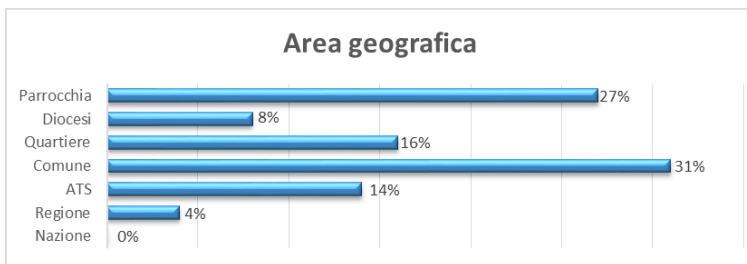 Area geografica
Parrocchia 27%
Diocesi 8%
Quartiere 16%
Comune 31%
ATS 14%
Regione 4%
Nazione 0%